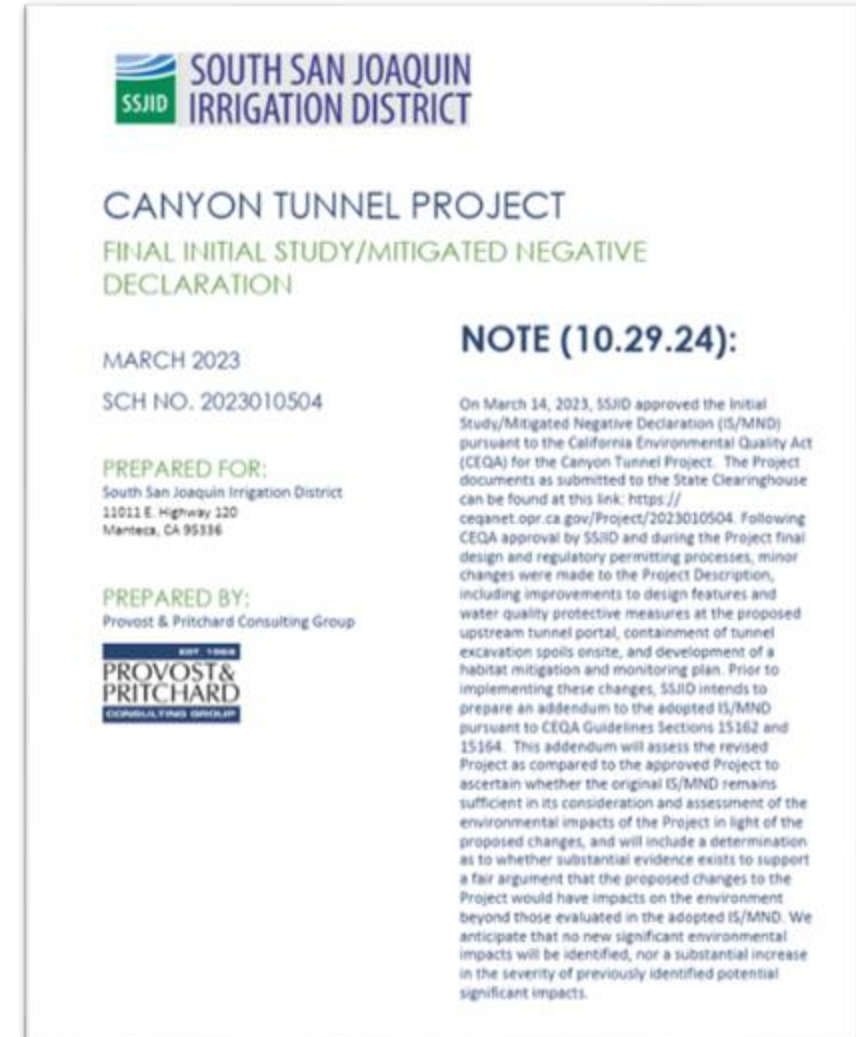 SSJID
SOUTH SAN JOAQUIN
IRRIGATION DISTRICT
CANYON TUNNEL PROJECT
FINAL INITIAL STUDY/MITIGATED NEGATIVE
DECLARATION
MARCH 2023
SCH NO. 2023010504
PREPARED FOR:
South San Joaquin Irrigation District
11011 E. Highway 120
Manteca, CA 95336
PREPARED BY:
Provost & Pritchard Consulting Group
EST. 1968
PROVOST&
PRITCHARD
CONSULTING GROUP
NOTE (10.29.24):
On March 14, 2023, SSJID approved the Initial
Study/Mitigated Negative Declaration (IS/MND)
pursuant to the California Environmental Quality Act
(CEQA) for the Canyon Tunnel Project. The Project
documents as submitted to the State Clearinghouse
can be found at this link: https://
ceqanet.opr.ca.gov/Project/2023010504. Following
CEQA approval by SSJID and during the Project final
design and regulatory permitting processes, minor
changes were made to the Project Description,
including improvements to design features and
water quality protective measures at the proposed
upstream tunnel portal, containment of tunnel
excavation spoils onsite, and development of a
habitat mitigation and monitoring plan. Prior to
implementing these changes, SSJID intends to
prepare an addendum to the adopted IS/MND
pursuant to CEQA Guidelines Sections 15162 and
15164. This addendum will assess the revised
Project as compared to the approved Project to
ascertain whether the original IS/MND remains
sufficient in its consideration and assessment of the
environmental impacts of the Project in light of the
proposed changes, and will include a determination
as to whether substantial evidence exists to support
a fair argument that the proposed changes to the
Project would have impacts on the environment
beyond those evaluated in the adopted IS/MND. We
anticipate that no new significant environmental
impacts will be identified, nor a substantial increase
in the severity of previously identified potential
significant impacts.